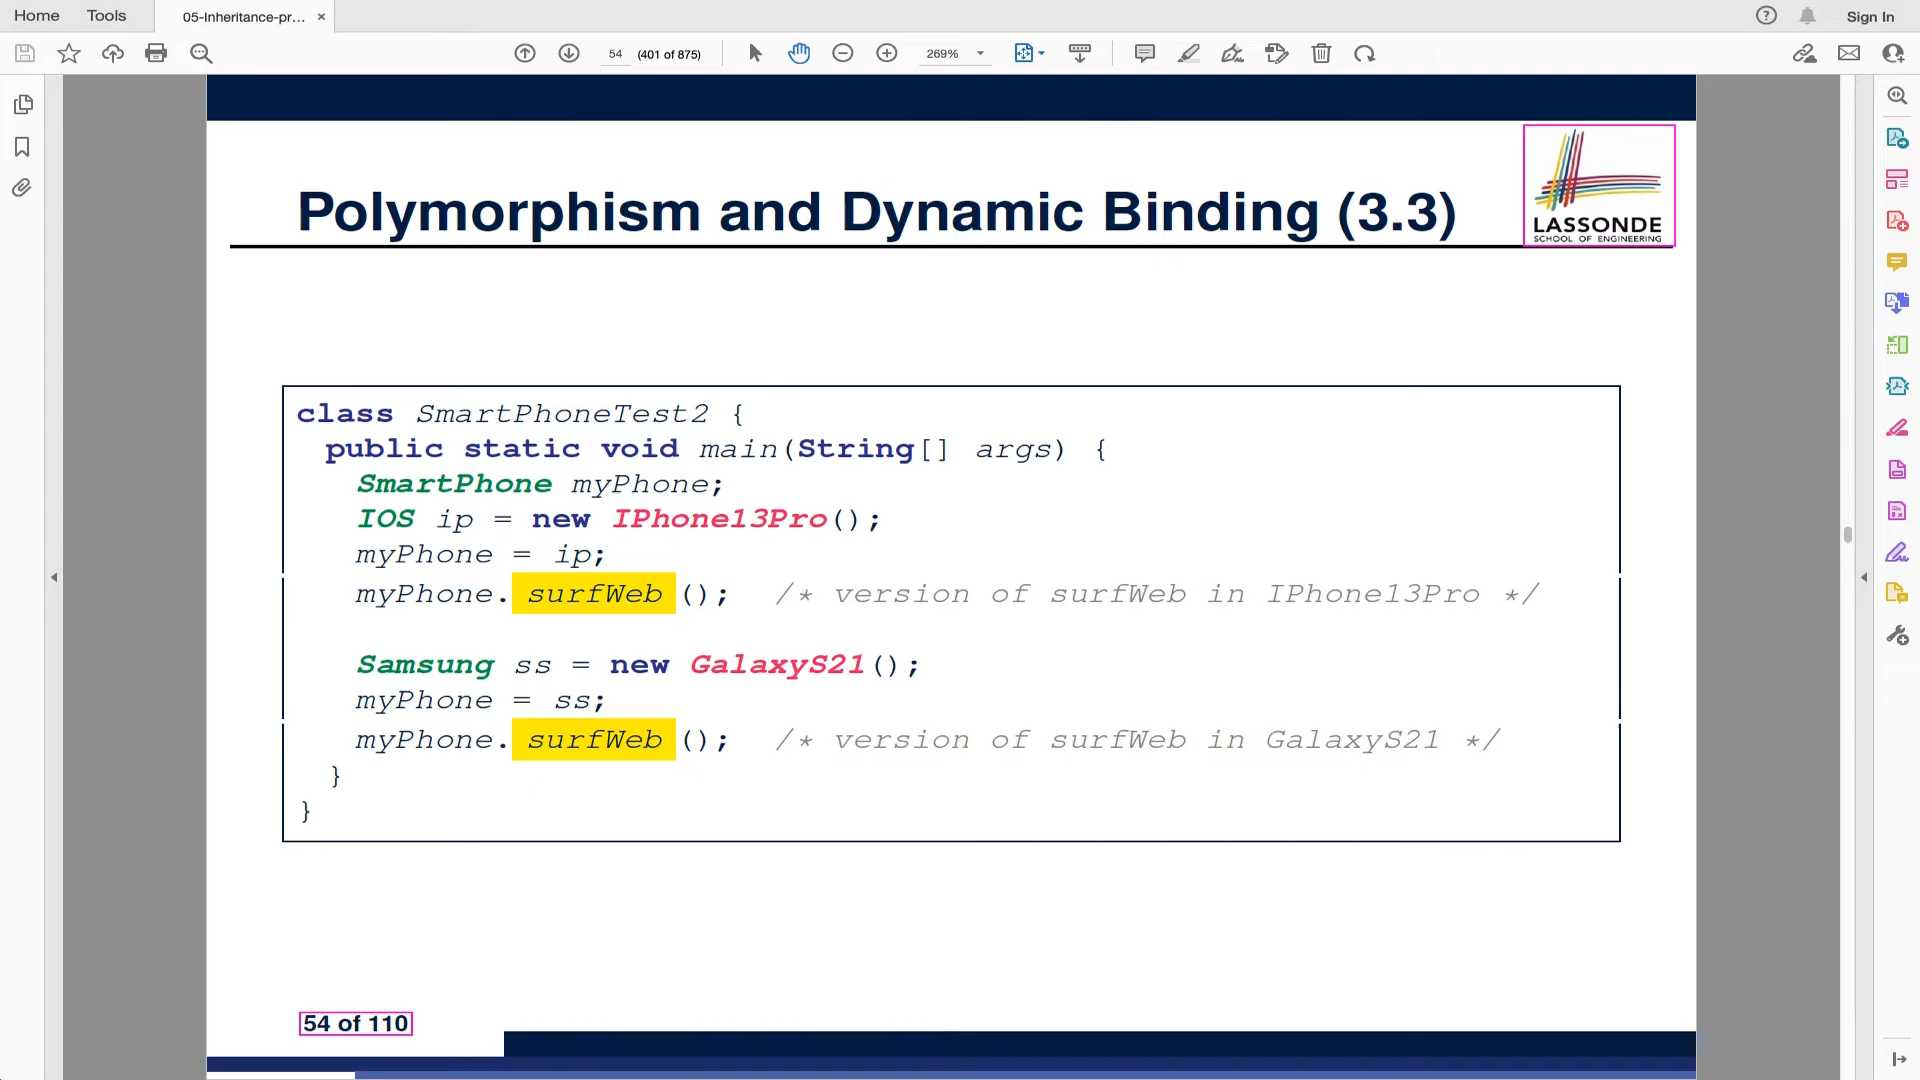 Home Tools 05-Inheritance-pr... × Sign In
54 (401 of 875) 269%
Polymorphism and Dynamic Binding (3.3)
LASSONDE
SCHOOL OF ENGINEERING
class SmartPhoneTest2 {
public static void main(String[] args) {
SmartPhone myPhone;
IOS ip = new IPhone13Pro();
myPhone = ip;
myPhone. surfWeb (); /* version of surfWeb in IPhone13Pro */
Samsung ss = new GalaxyS21();
myPhone = ss;
myPhone. surfWeb (); /* version of surfWeb in GalaxyS21 */
}
}
54 of 110